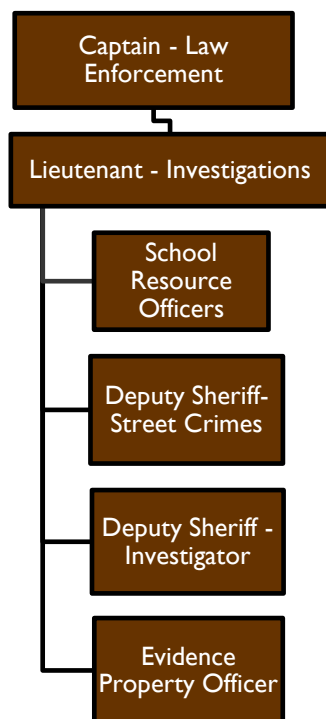 Captain - Law
Enforcement
Lieutenant - Investigations
School
Resource
Officers
Deputy Sheriff-
Street Crimes
Deputy Sheriff -
Investigator
Evidence
Property Officer